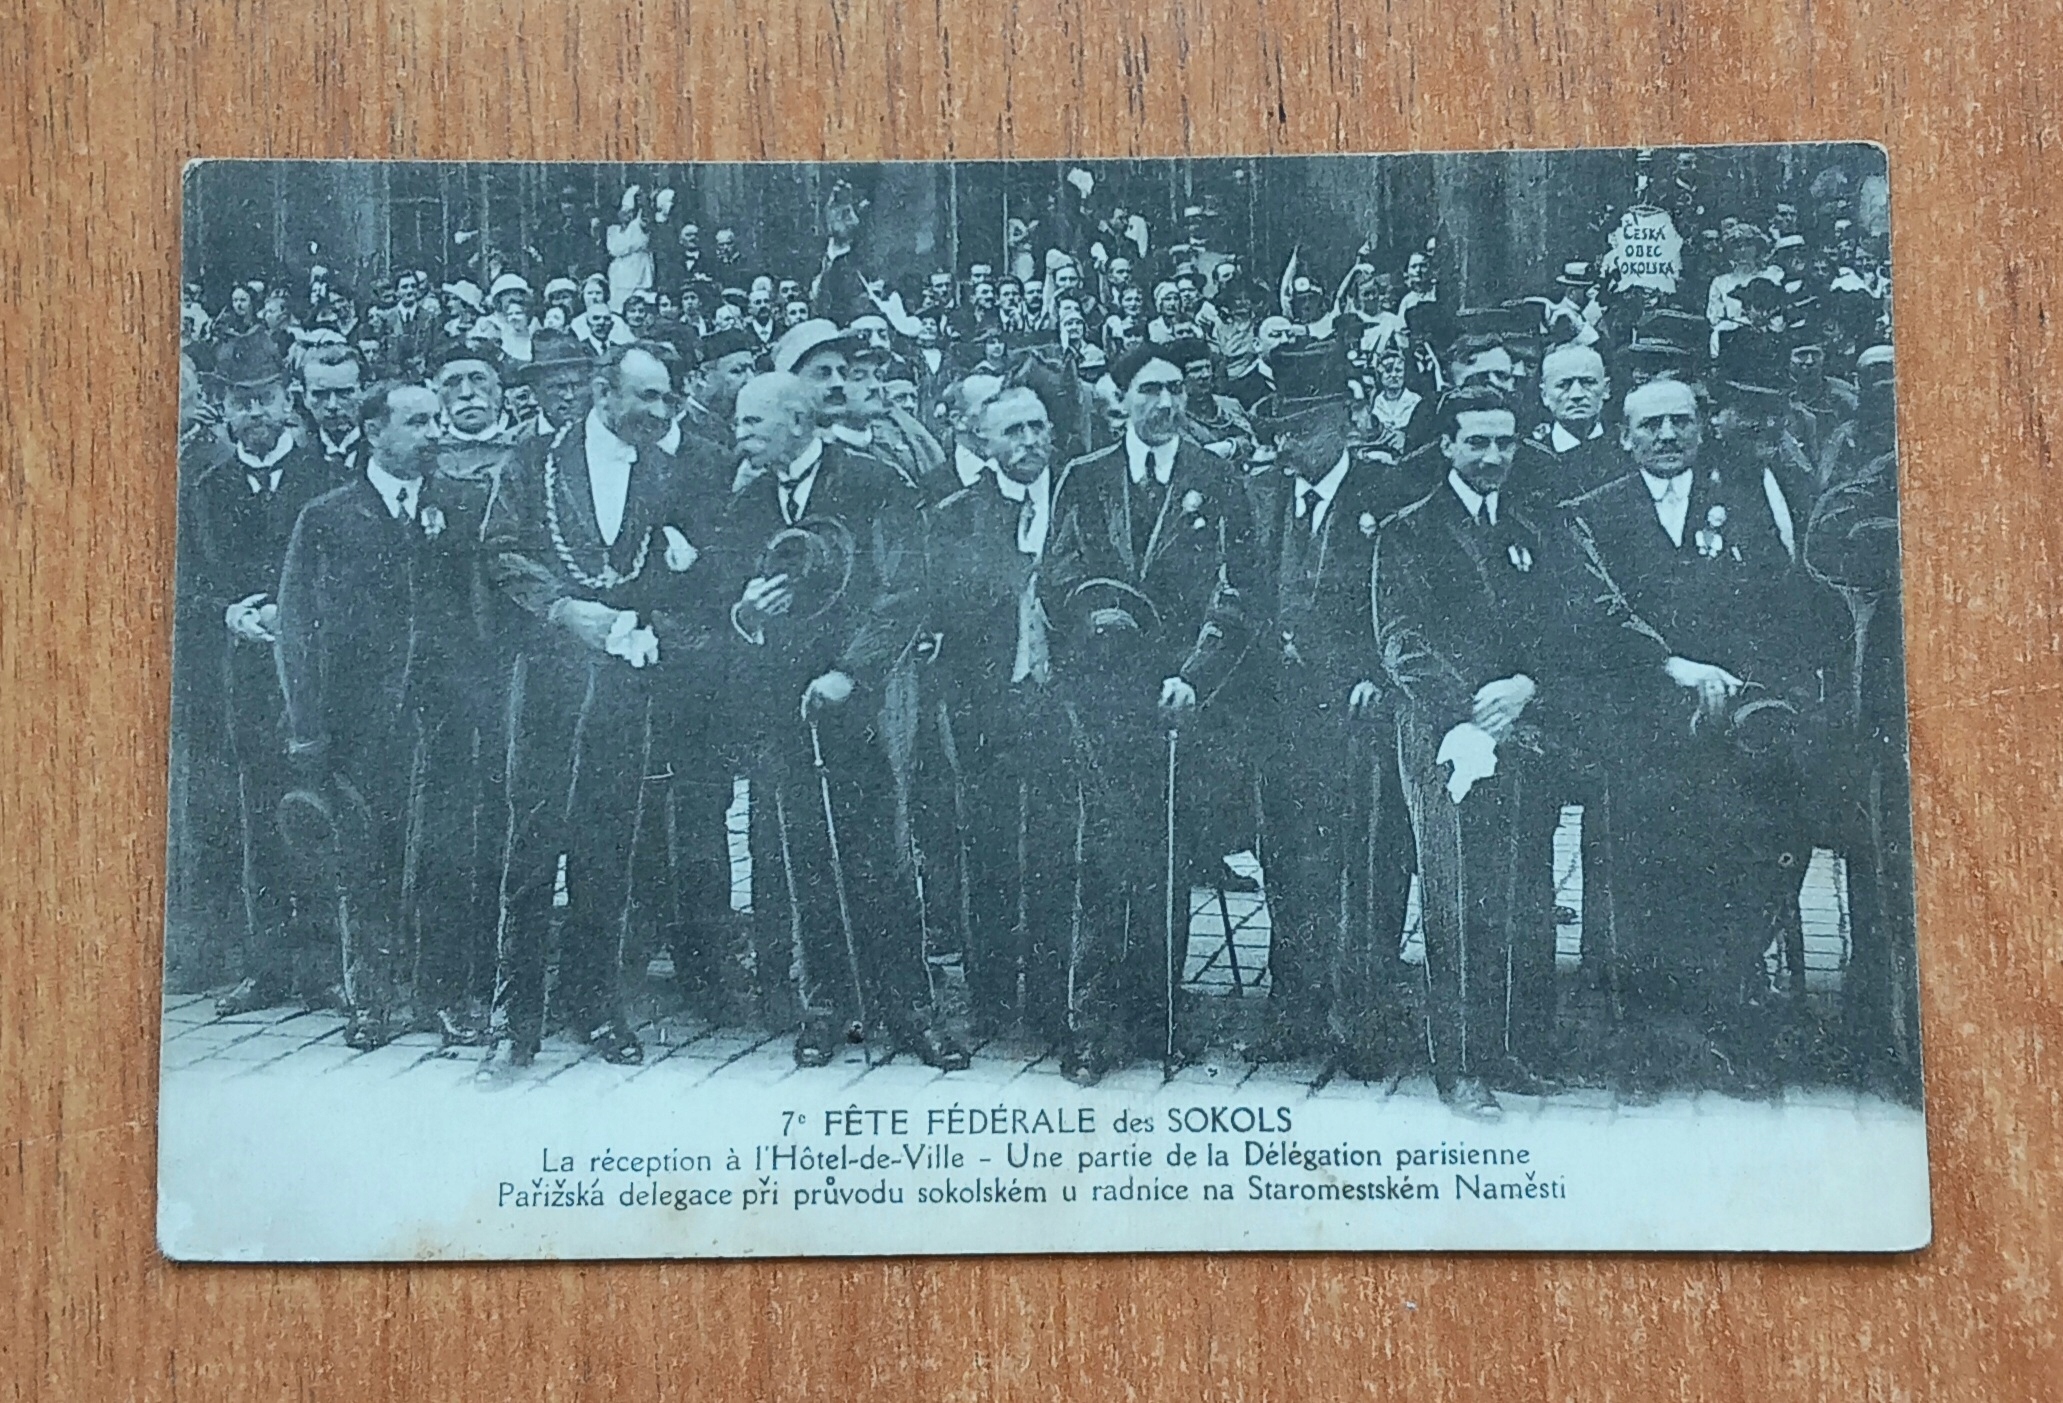 ČESKÁ
OBEC
SOKOLSKÁ
7e FÊTE FÉDÉRALE des SOKOLS
La réception à l'Hôtel-de-Ville - Une partie de la Délégation parisienne
Pařižská delegace při průvodu sokolském u radnice na Staromestském Naměsti